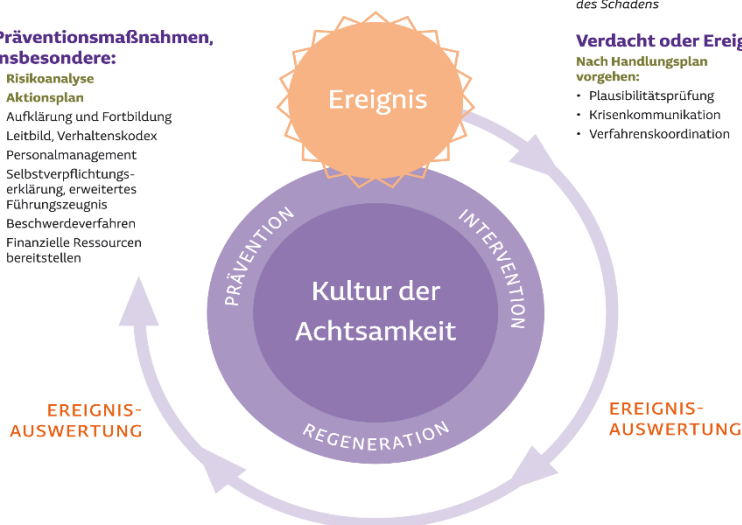 des Schadens
Präventionsmaßnahmen,
insbesondere:
Risikoanalyse
Aktionsplan
Aufklärung und Fortbildung
Leitbild, Verhaltenskodex
Personalmanagement
Selbstverpflichtungs-
erklärung, erweitertes
Führungszeugnis
Beschwerdeverfahren
Finanzielle Ressourcen
bereitstellen
Ereignis
Verdacht oder Ereig
Nach Handlungsplan
vorgehen:
• Plausibilitätsprüfung
• Krisenkommunikation
• Verfahrenskoordination
PRÄVENTION
INTERVENTION
Kultur der
Achtsamkeit
REGENERATION
EREIGNIS-
AUSWERTUNG
EREIGNIS-
AUSWERTUNG